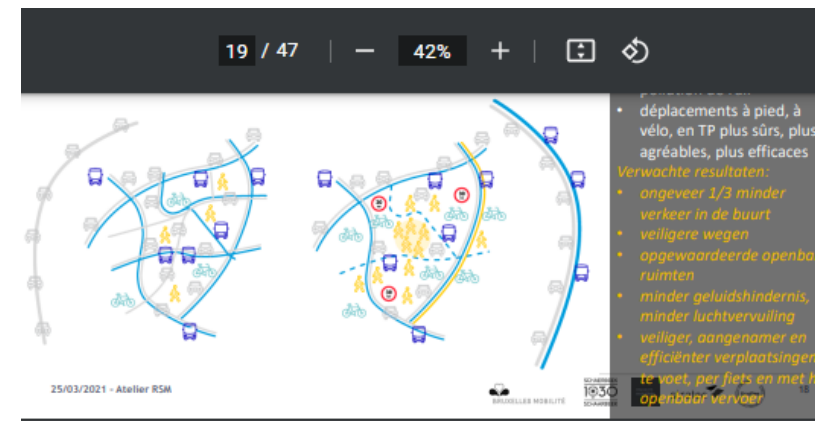 19 / 47
42%
déplacements à pied, à
vélo, en TP plus sûrs, plus
agréables, plus efficaces
Verwachte resultaten:
ongeveer 1/3 minder
verkeer in de buurt
veiligere wegen
opgewaardeerde openba
ruimten
minder geluidshindernis,
minder luchtvervuiling
veiliger, aangenamer en
efficiënter verplaatsingen
te voet, per fiets en met h
openbaar vervoer
25/03/2021 - Atelier RSM
BRUXELLES MOBILITÉ
1030